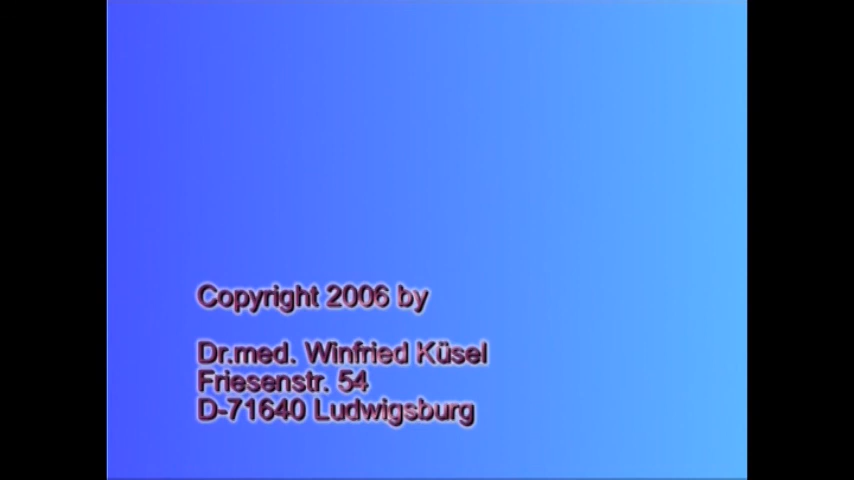 Copyright 2006 by
Dr.med. Winfried Küsel
Friesenstr. 54
D-71640 Ludwigsburg